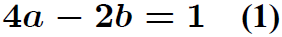 4a − 2b = 1 (1)